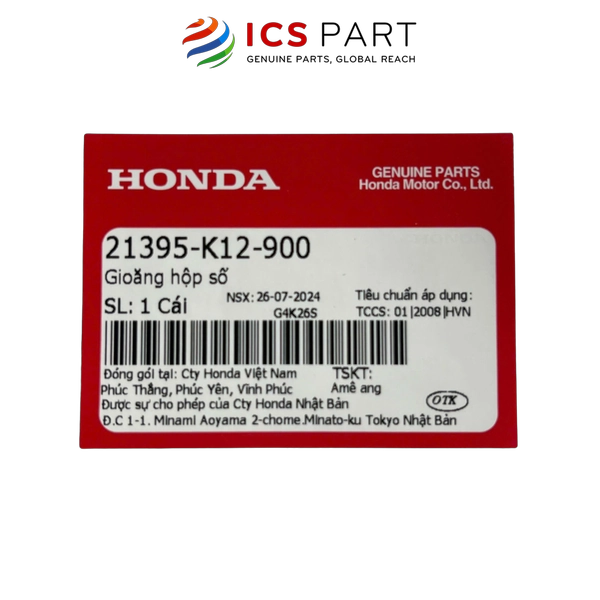 ICS PART
GENUINE PARTS, GLOBAL REACH
HONDA
GENUINE PARTS
Honda Motor Co., Ltd.
21395-K12-900
Gioăng hộp số
SL: 1 Cái
NSX: 26-07-2024
G4K26S
Tiêu chuẩn áp dụng:
TCCS: 01|2008|HVN
Đóng gói tại: Cty Honda Việt Nam
Phúc Thắng, Phúc Yên, Vĩnh Phúc
TSKT:
Amê ang
Được sự cho phép của Cty Honda Nhật Bản
OTK
Đ.C 1-1. Minami Aoyama 2-chome.Minato-ku Tokyo Nhật Bản